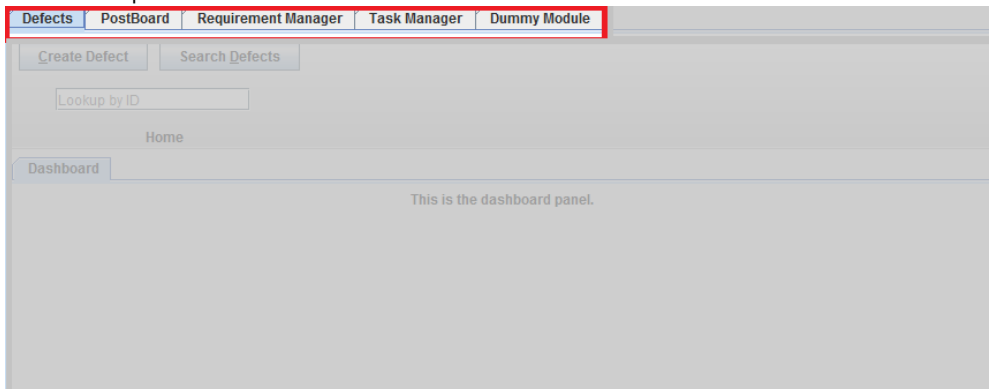 Defects PostBoard Requirement Manager Task Manager Dummy Module
Create Defect Search Defects
Lookup by ID
Home
Dashboard
This is the dashboard panel.